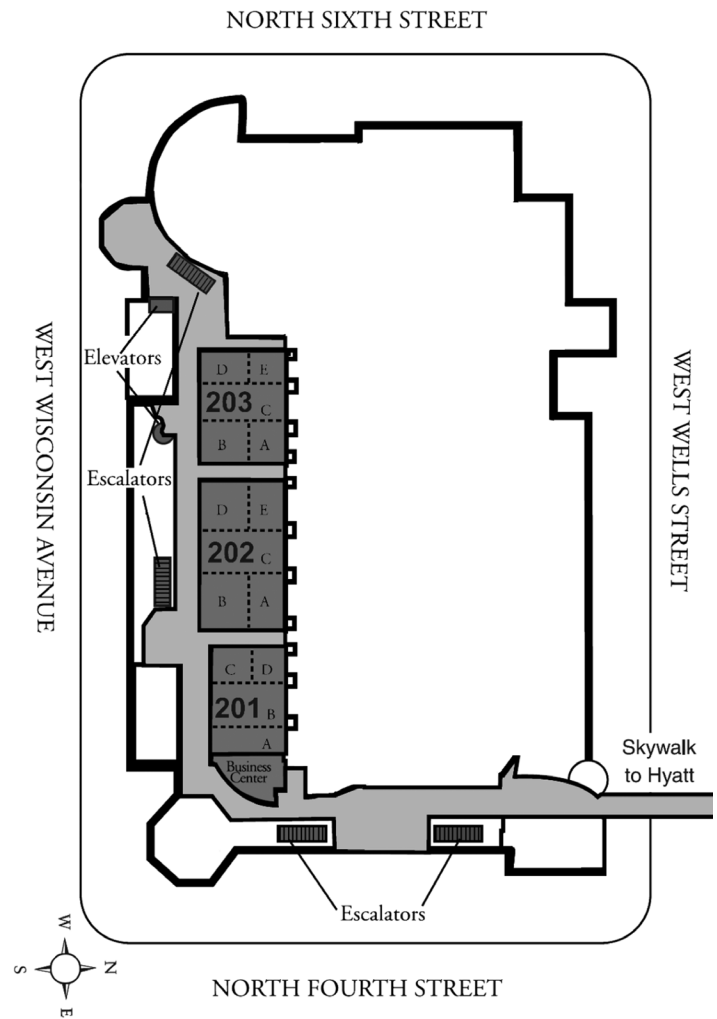 NORTH SIXTH STREET
WEST WISCONSIN AVENUE
WEST WELLS STREET
Elevators
Escalators
D E
203 C
B A
D E
202 C
B A
C D
201 B
A
Business
Center
Skywalk
to Hyatt
Escalators
NORTH FOURTH STREET
W
S N
E